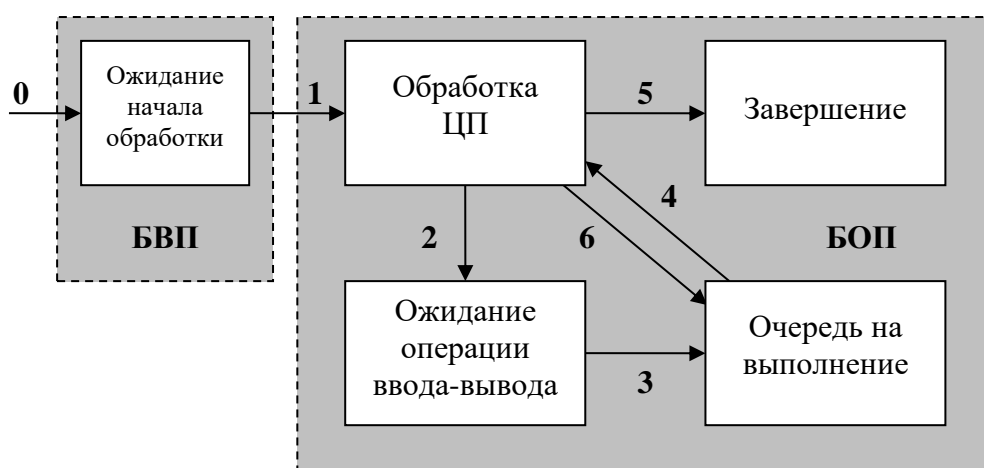 0
Ожидание
начала
обработки
БВП
1
Обработка
ЦП
5
Завершение
2
6
4
БОП
Ожидание
операции
ввода-вывода
3
Очередь на
выполнение